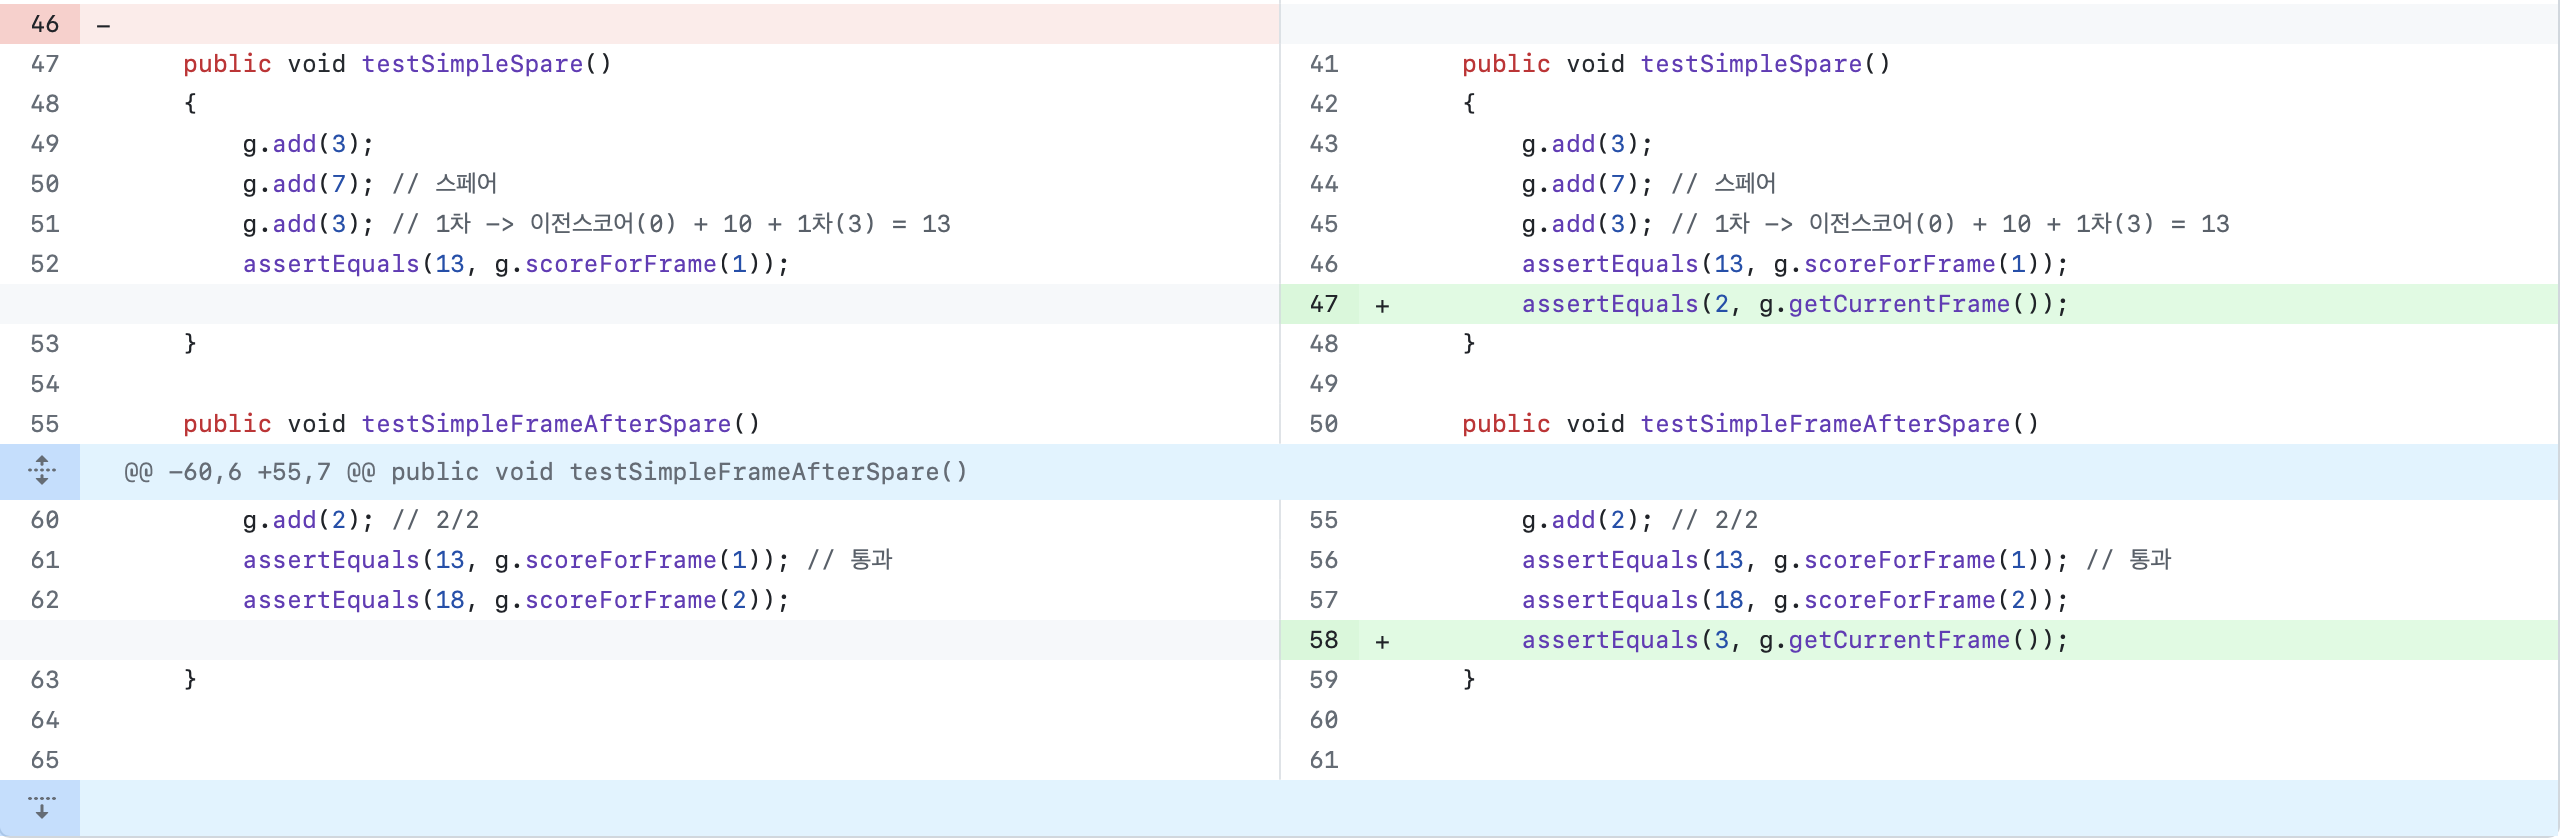 46 -
47 public void testSimpleSpare()
48 {
49 g.add(3);
50 g.add(7); // 스페어
51 g.add(3); // 1차 -> 이전스코어(0) + 10 + 1차(3) = 13
52 assertEquals(13, g.scoreForFrame(1));
53 }
54
55 public void testSimpleFrameAfterSpare()
41 public void testSimpleSpare()
42 {
43 g.add(3);
44 g.add(7); // 스페어
45 g.add(3); // 1차 -> 이전스코어(0) + 10 + 1차(3) = 13
46 assertEquals(13, g.scoreForFrame(1));
47 + assertEquals(2, g.getCurrentFrame());
48 }
49
50 public void testSimpleFrameAfterSpare()
@@ -60,6 +55,7 @@ public void testSimpleFrameAfterSpare()
60 g.add(2); // 2/2
61 assertEquals(13, g.scoreForFrame(1)); // 통과
62 assertEquals(18, g.scoreForFrame(2));
63 }
64
65
55 g.add(2); // 2/2
56 assertEquals(13, g.scoreForFrame(1)); // 통과
57 assertEquals(18, g.scoreForFrame(2));
58 + assertEquals(3, g.getCurrentFrame());
59 }
60
61